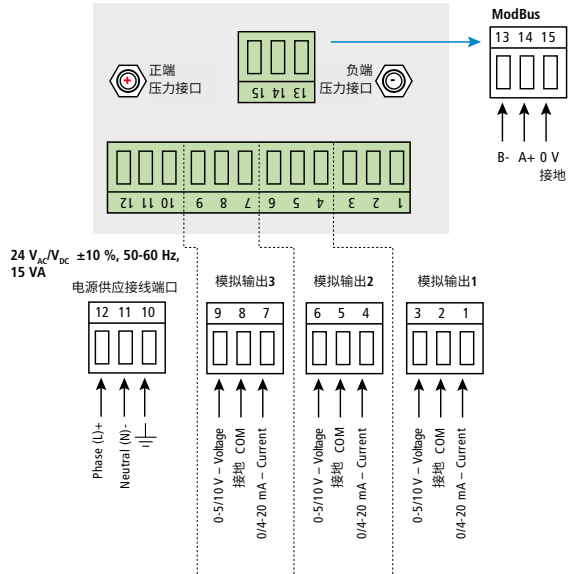 ModBus
13 14 15
B- A+ 0 V
接地
正端
压力接口
+
15 14 13
负端
压力接口
-
12 11 10 9 8 7 6 5 4 3 2 1
24 VAC/VDC ±10 %, 50-60 Hz,
15 VA
电源供应接线端口
12 11 10
Phase (L)+
Neutral (N)-
模拟输出3
9 8 7
0-5/10 V – Voltage
接地 COM
0/4-20 mA – Current
模拟输出2
6 5 4
0-5/10 V – Voltage
接地 COM
0/4-20 mA – Current
模拟输出1
3 2 1
0-5/10 V – Voltage
接地 COM
0/4-20 mA – Current